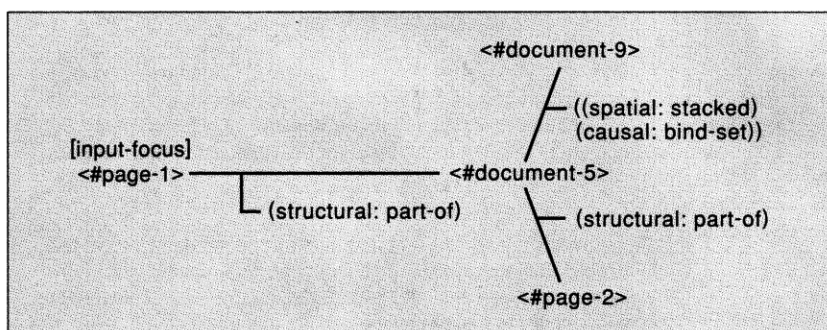 <#document-9>
((spatial: stacked)
(causal: bind-set))
[input-focus]
<#page-1>
<#document-5>
(structural: part-of)
(structural: part-of)
<#page-2>